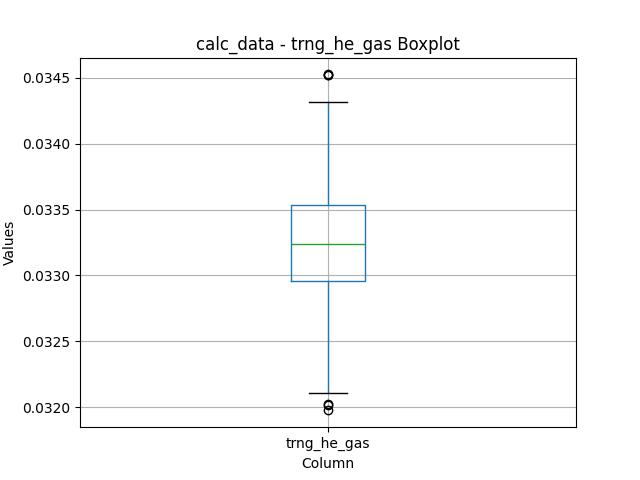 calc_data - trng_he_gas Boxplot
0.0345
0.0340
0.0335
0.0330
0.0325
0.0320
Values
trng_he_gas
Column